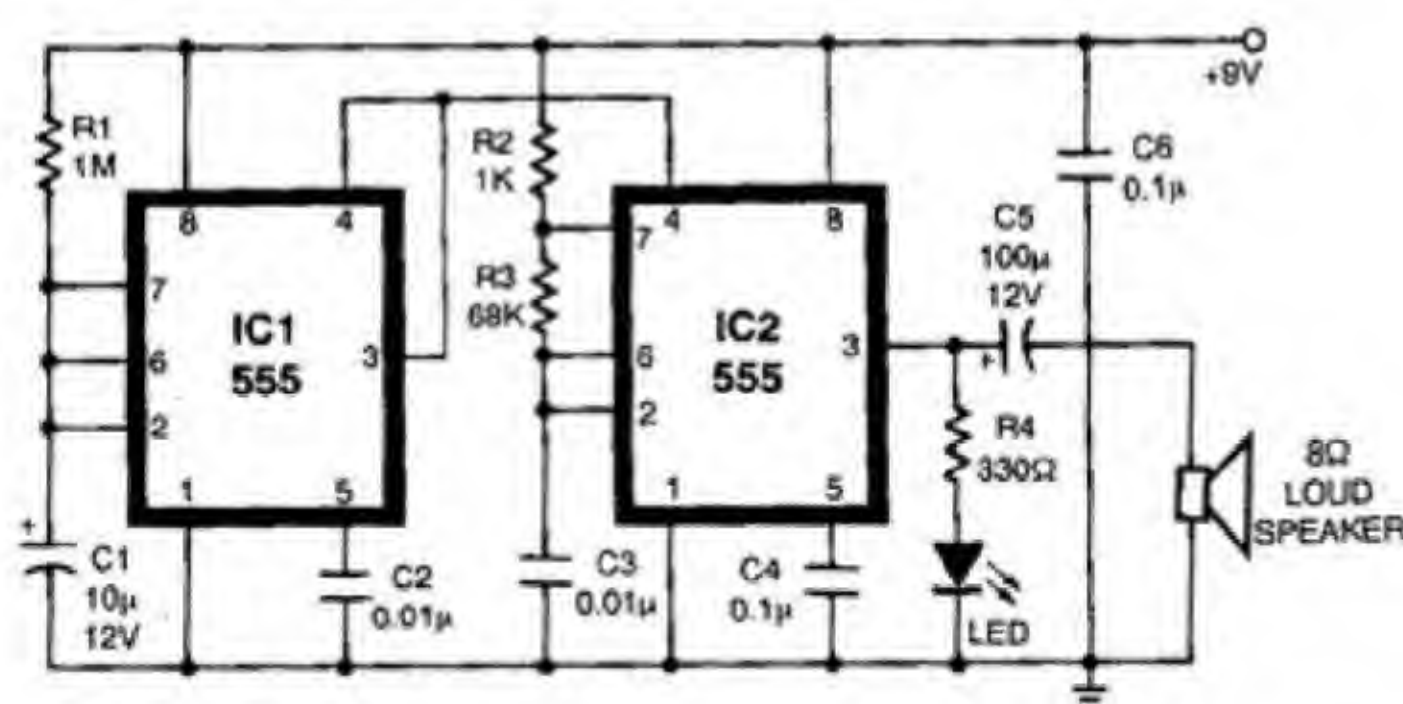 +9V
R1
1M
8
4
7
6
2
1
5
3
IC1
555
C1
10μ
12V
+
C2
0.01μ
R2
1K
R3
68K
4
8
7
6
2
1
5
3
IC2
555
C3
0.01μ
C4
0.1μ
C5
100μ
12V
+
C6
0.1μ
R4
330Ω
LED
8Ω
LOUD
SPEAKER